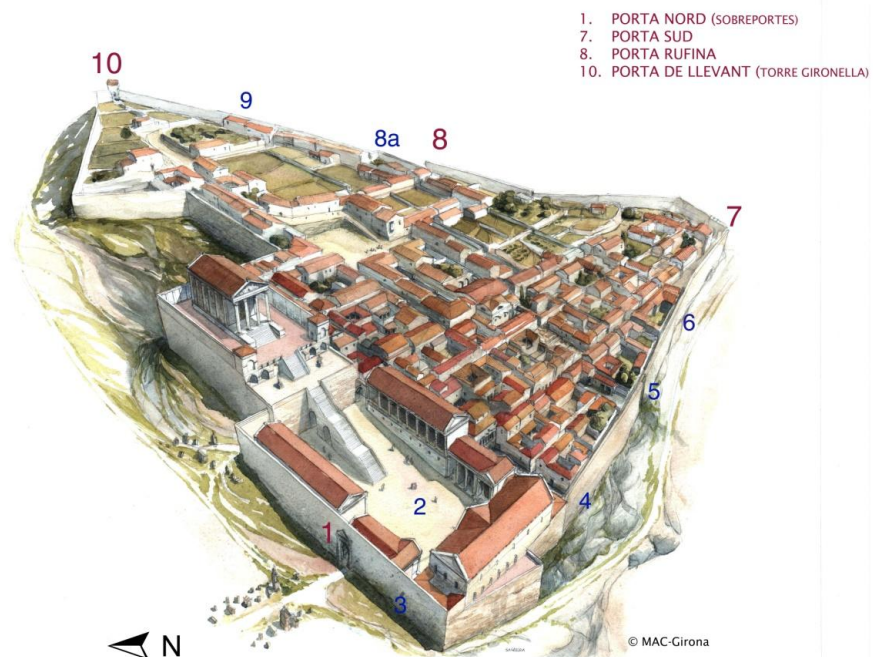 1. PORTA NORD (SOBREPORTES)
7. PORTA SUD
8. PORTA RUFINA
10. PORTA DE LLEVANT (TORRE GIRONELLA)
10
9
8a
8
7
6
5
4
2
1
3
N
© MAC-Girona